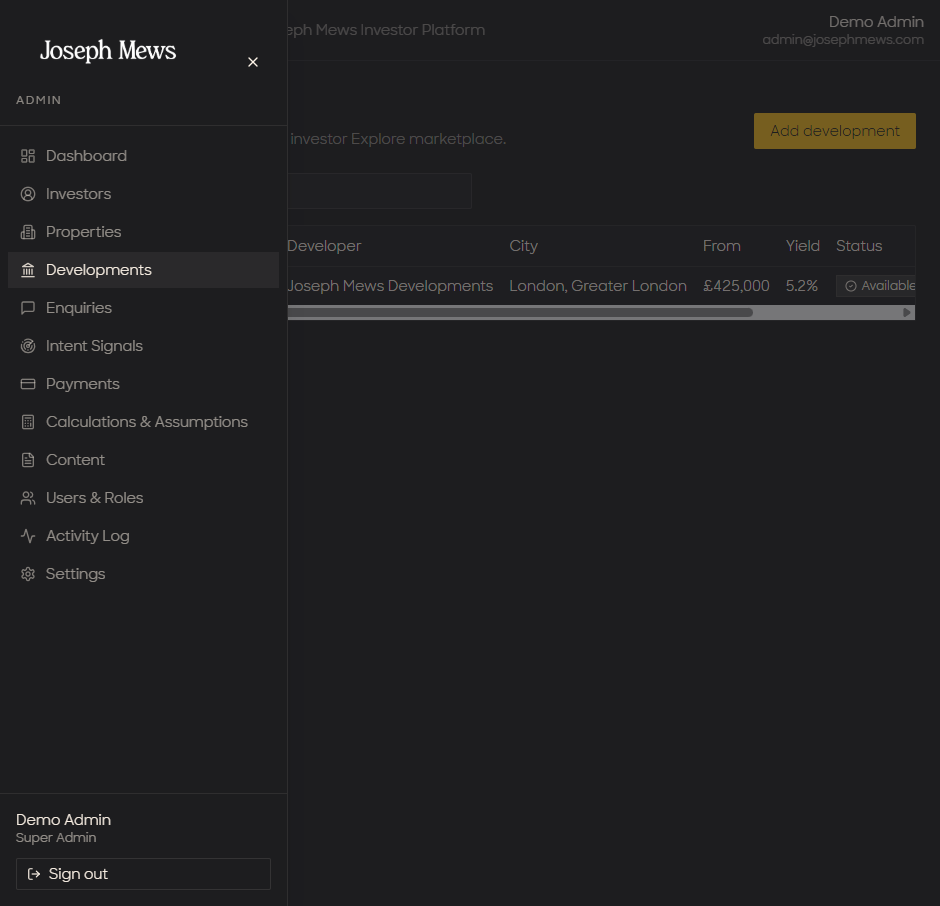 Joseph Mews
ADMIN
Dashboard
Investors
Properties
Developments
Enquiries
Intent Signals
Payments
Calculations & Assumptions
Content
Users & Roles
Activity Log
Settings
Demo Admin
Super Admin
Sign out
eph Mews Investor Platform
Demo Admin
admin@josephmews.com
investor Explore marketplace.
Add development
Developer City From Yield Status
Joseph Mews Developments London, Greater London £425,000 5.2% Available